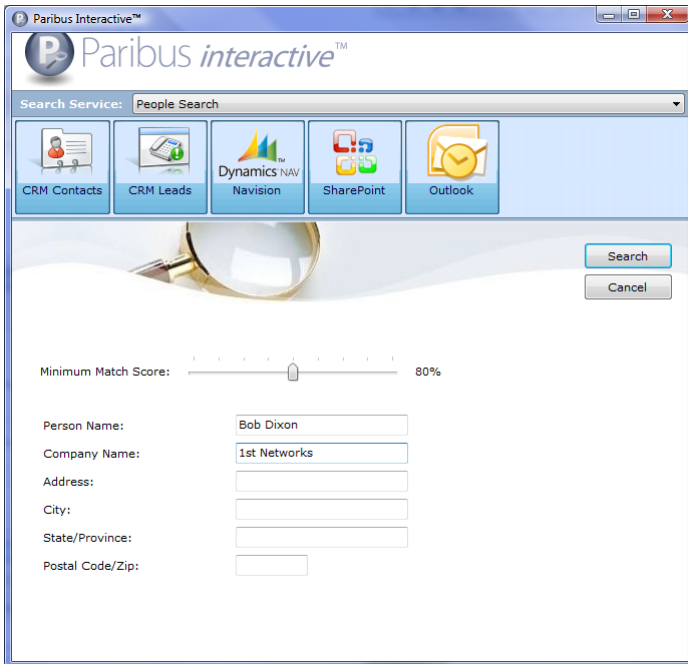 Paribus Interactive™
Paribus interactive™
Search Service: People Search
Dynamics NAV
CRM Contacts CRM Leads Navision SharePoint Outlook
Search
Cancel
Minimum Match Score: 80%
Person Name: Bob Dixon
Company Name: 1st Networks
Address:
City:
State/Province:
Postal Code/Zip: